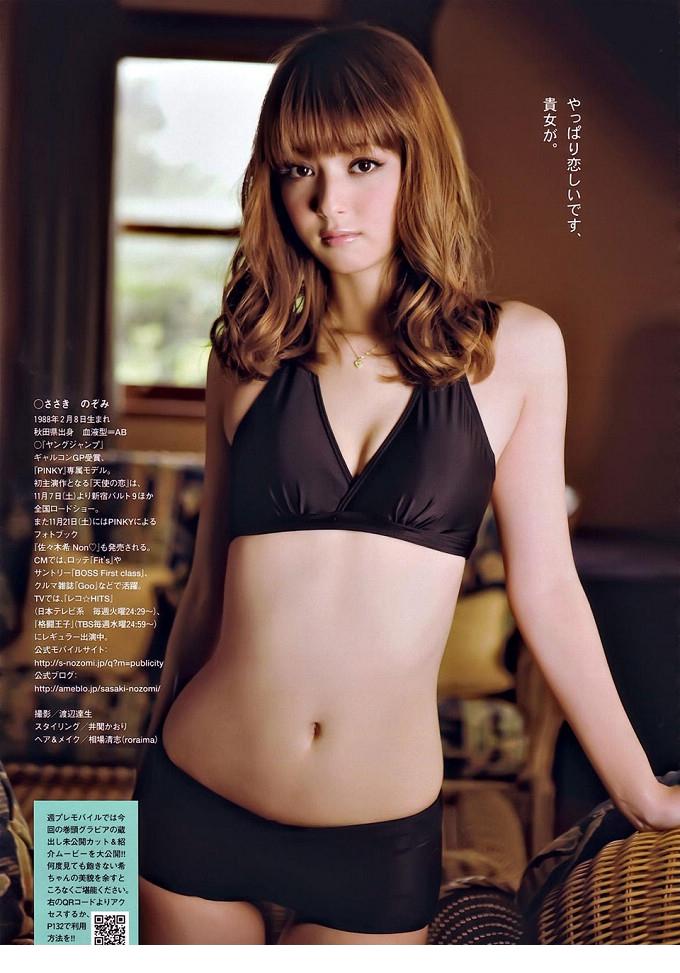 やっぱり恋しいです、
貴女が。
○ささき のぞみ
1988年2月8日生まれ
秋田県出身 血液型=AB
○『ヤングジャンプ』
ギャルコンGP受賞、
『PINKY』専属モデル。
初主演作となる『天使の恋』は、
11月7日(土)より新宿バルト9ほか
全国ロードショー。
また11月21日(土)にはPINKYによる
フォトブック
『佐々木希 Non♡』も発売される。
CMでは、ロッテ「Fit's」や
サントリー「BOSS First class」、
クルマ雑誌「Goo」などで活躍。
TVでは、『レコ☆HITS』
(日本テレビ系 毎週火曜24:29〜)、
『格闘王子』(TBS毎週水曜24:59〜)
にレギュラー出演中。
公式モバイルサイト:
http://s-nozomi.jp/q?m=publicity
公式ブログ:
http://ameblo.jp/sasaki-nozomi/
撮影/渡辺達生
スタイリング/井関かおり
ヘア&メイク/相場清志(roraima)
週プレモバイルでは今
回の巻頭グラビアの蔵
出し未公開カット&紹
介ムービーを大公開!!
何度見ても飽きない希
ちゃんの美貌を余すと
ころなくご堪能ください。
右のQRコードよりアク
セスするか、
P132で利用
方法を!!